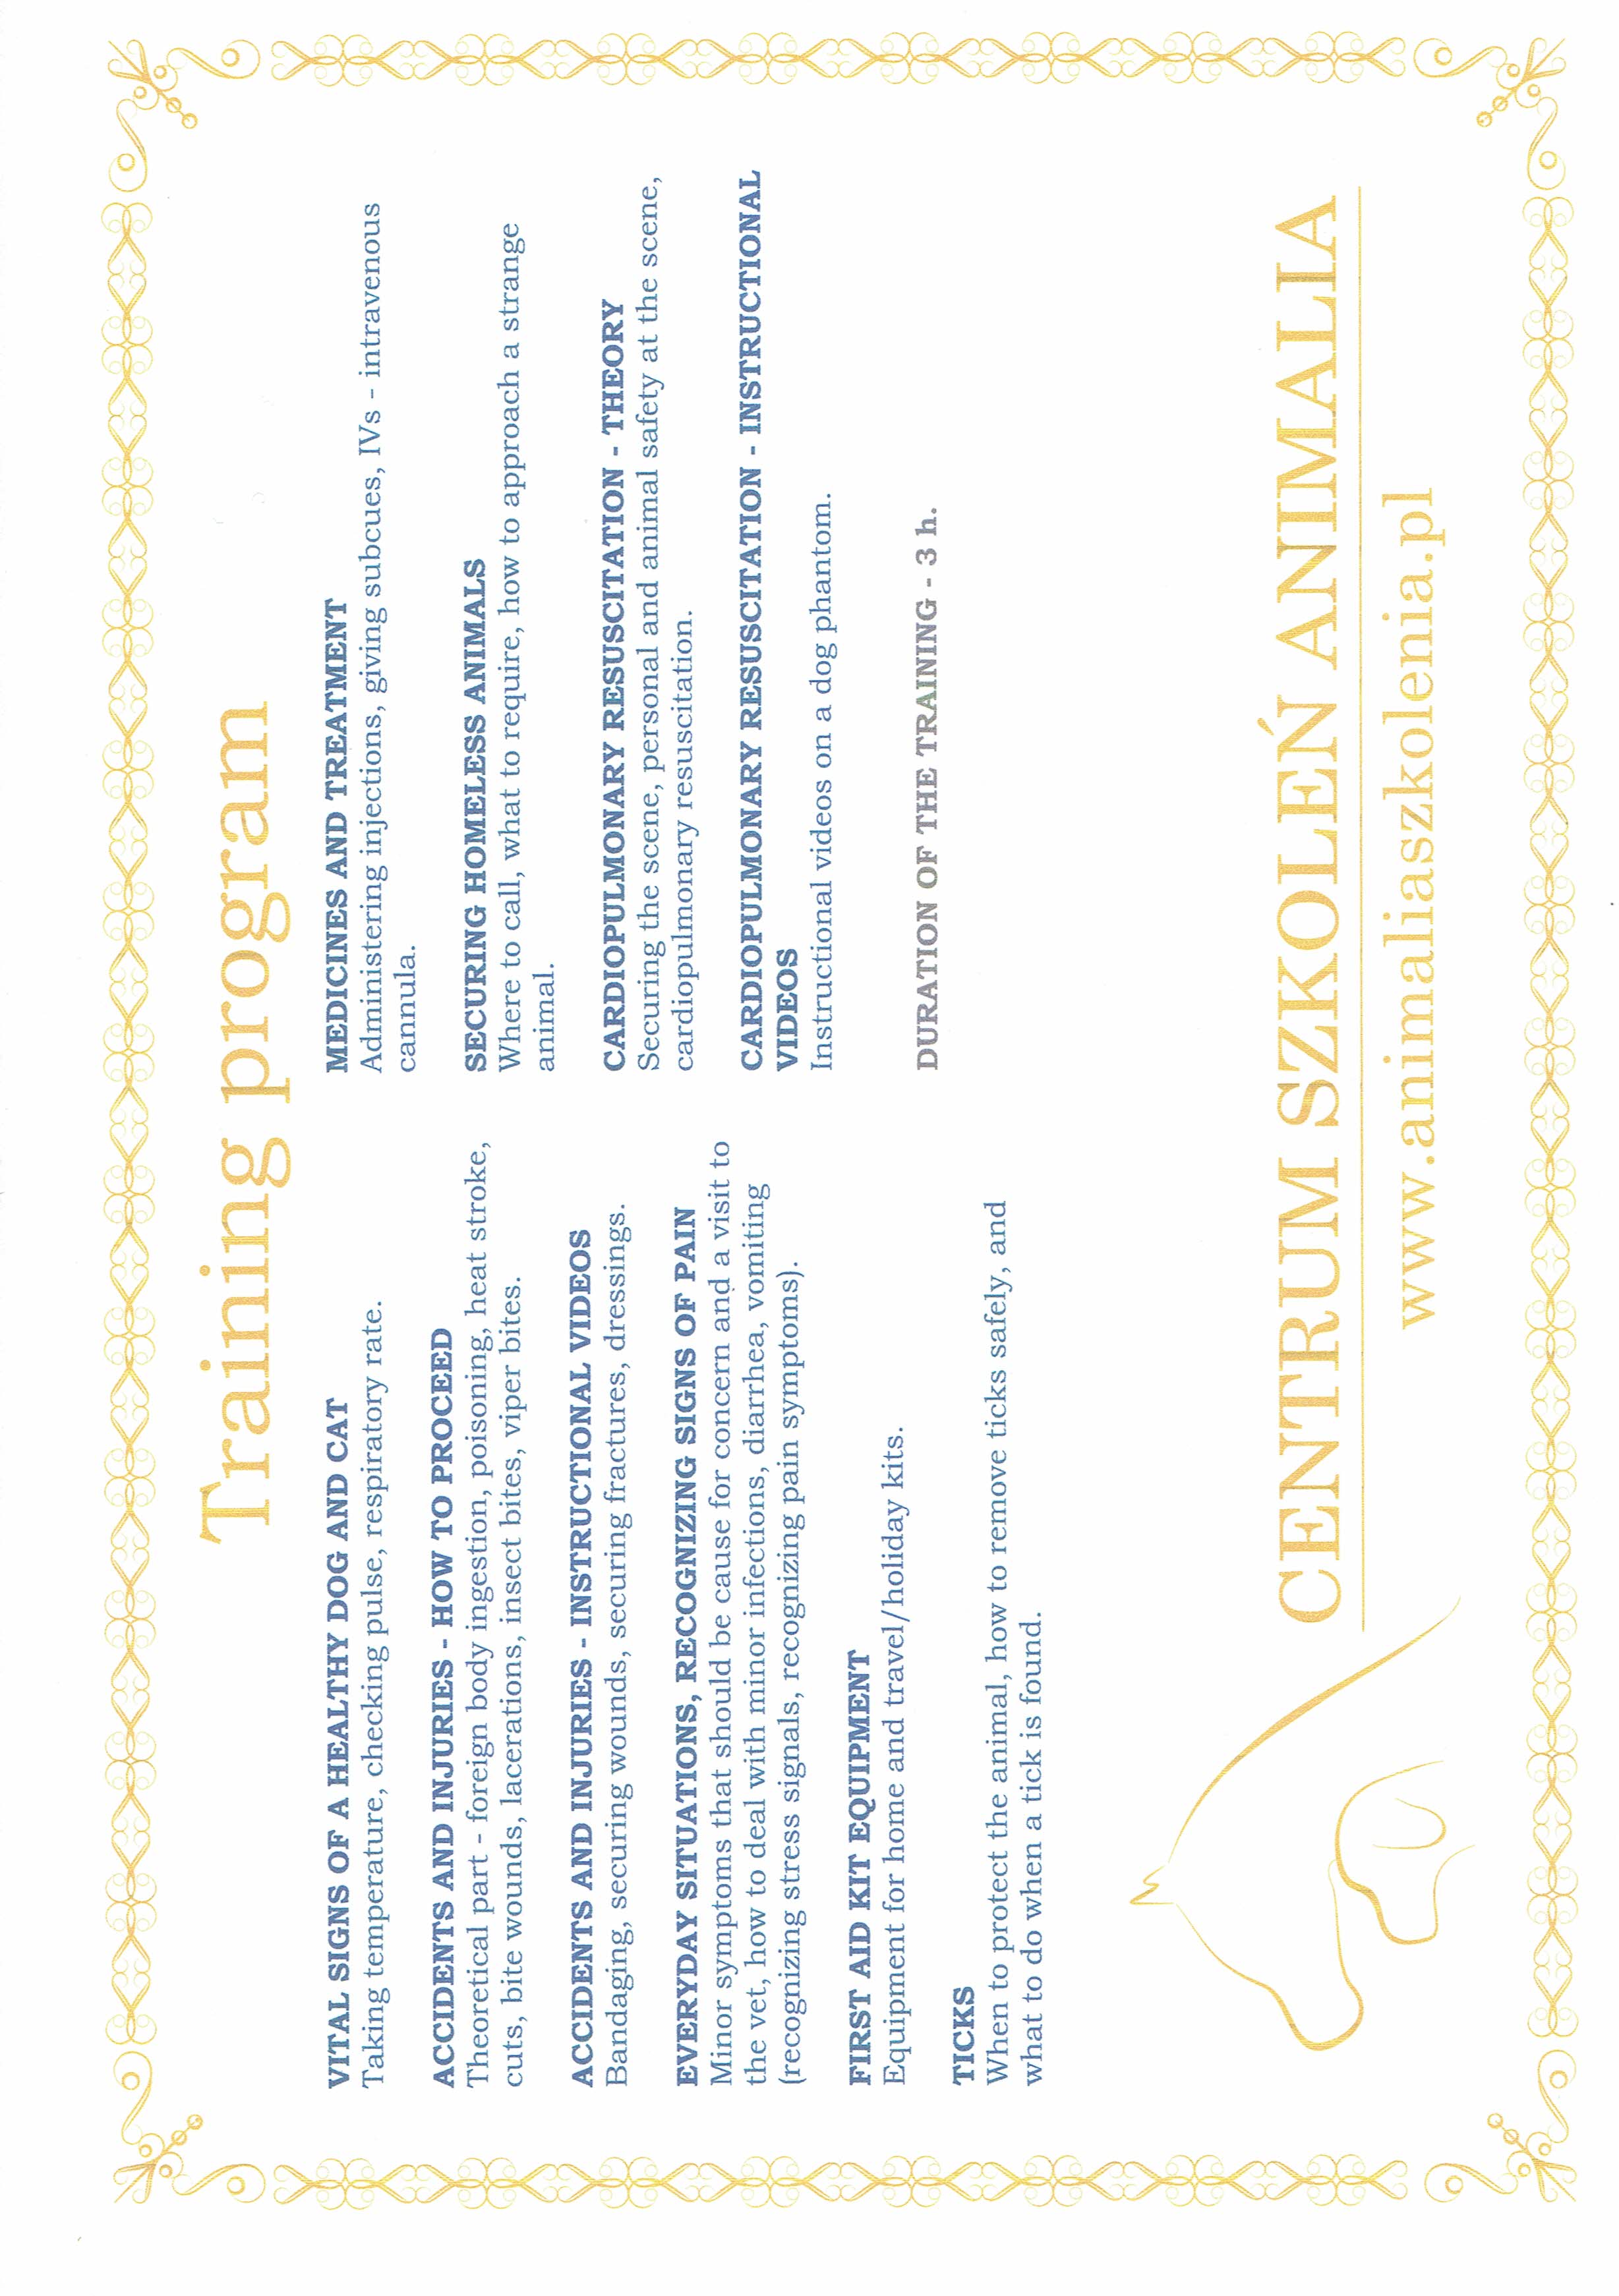 Training program
VITAL SIGNS OF A HEALTHY DOG AND CAT
Taking temperature, checking pulse, respiratory rate.
ACCIDENTS AND INJURIES - HOW TO PROCEED
Theoretical part - foreign body ingestion, poisoning, heat stroke,
cuts, bite wounds, lacerations, insect bites, viper bites.
ACCIDENTS AND INJURIES - INSTRUCTIONAL VIDEOS
Bandaging, securing wounds, securing fractures, dressings.
EVERYDAY SITUATIONS, RECOGNIZING SIGNS OF PAIN
Minor symptoms that should be cause for concern and a visit to
the vet, how to deal with minor infections, diarrhea, vomiting
(recognizing stress signals, recognizing pain symptoms).
FIRST AID KIT EQUIPMENT
Equipment for home and travel/holiday kits.
TICKS
When to protect the animal, how to remove ticks safely, and
what to do when a tick is found.
MEDICINES AND TREATMENT
Administering injections, giving subcues, IVs - intravenous
cannula.
SECURING HOMELESS ANIMALS
Where to call, what to require, how to approach a strange
animal.
CARDIOPULMONARY RESUSCITATION - THEORY
Securing the scene, personal and animal safety at the scene,
cardiopulmonary resuscitation.
CARDIOPULMONARY RESUSCITATION - INSTRUCTIONAL
VIDEOS
Instructional videos on a dog phantom.
DURATION OF THE TRAINING - 3 h.
CENTRUM SZKOLEŃ ANIMALIA
www.animaliaszkolenia.pl